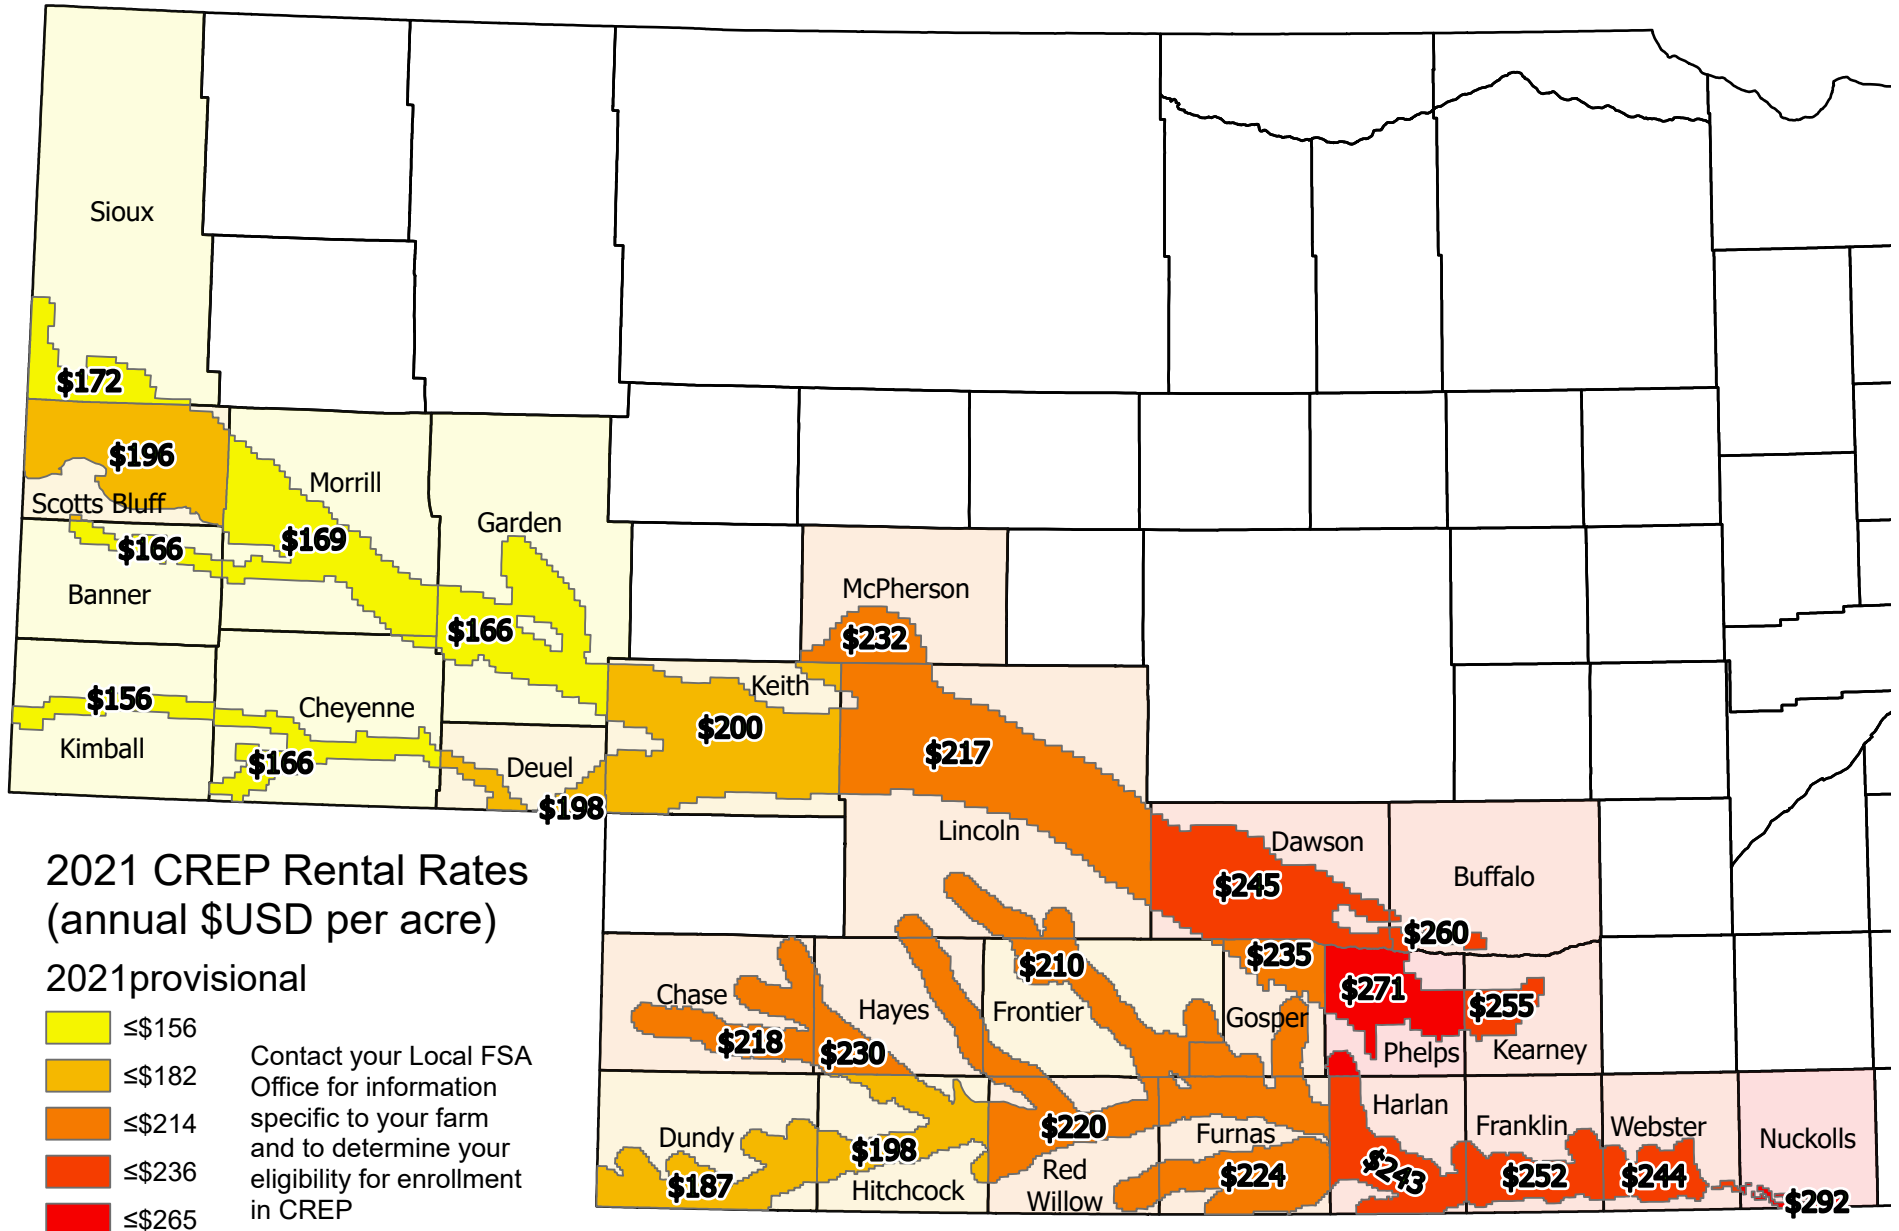 Sioux
$172
$196
Scotts Bluff
Morrill
$169
Garden
$166
Banner
$166
McPherson
$232
Keith
$200
$156
Kimball
Cheyenne
$166
Deuel
$198
$217
Lincoln
Dawson
$245
Buffalo
$260
$235
$271
$255
Phelps
Kearney
$210
Frontier
Gosper
Chase
$218
Hayes
$230
Dundy
$187
$198
Hitchcock
$220
Red
Willow
Furnas
$224
Harlan
$243
Franklin
$252
Webster
$244
Nuckolls
$292
2021 CREP Rental Rates
(annual $USD per acre)
2021provisional
≤$156
≤$182
≤$214
≤$236
≤$265
Contact your Local FSA
Office for information
specific to your farm
and to determine your
eligibility for enrollment
in CREP